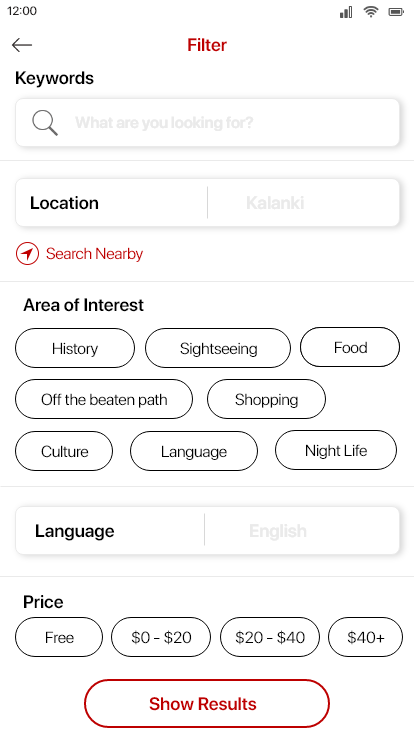 12:00
Filter
Keywords
What are you looking for?
Location Kalanki
Search Nearby
Area of Interest
History Sightseeing Food
Off the beaten path Shopping
Culture Language Night Life
Language English
Price
Free $0 - $20 $20 - $40 $40+
Show Results